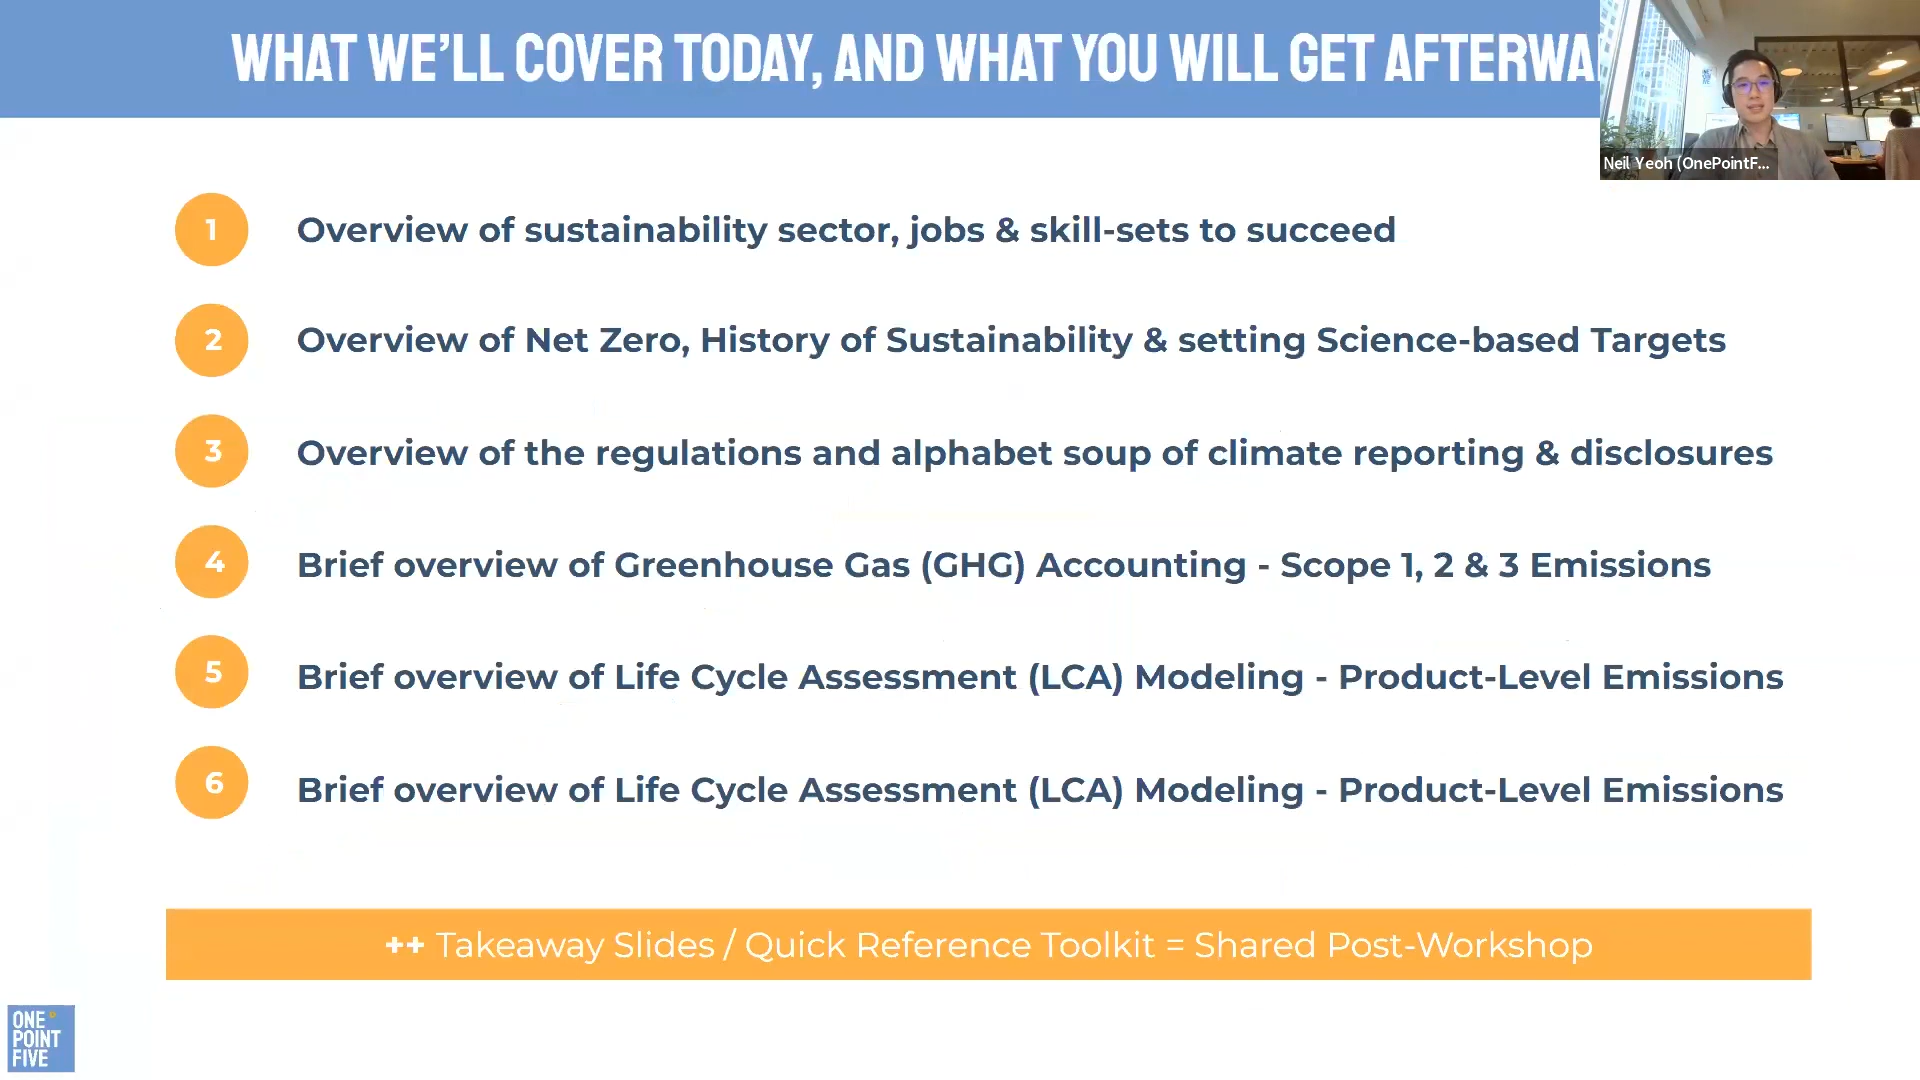 WHAT WE'LL COVER TODAY, AND WHAT YOU WILL GET
Neil Yeoh (OnePointF...
1 Overview of sustainability sector, jobs & skill-sets to succeed
2 Overview of Net Zero, History of Sustainability & setting Science-based Targets
3 Overview of the regulations and alphabet soup of climate reporting & disclosures
4 Brief overview of Greenhouse Gas (GHG) Accounting - Scope 1, 2 & 3 Emissions
5 Brief overview of Life Cycle Assessment (LCA) Modeling - Product-Level Emissions
6 Brief overview of Life Cycle Assessment (LCA) Modeling - Product-Level Emissions
++ Takeaway Slides / Quick Reference Toolkit = Shared Post-Workshop
ONE
POINT
FIVE